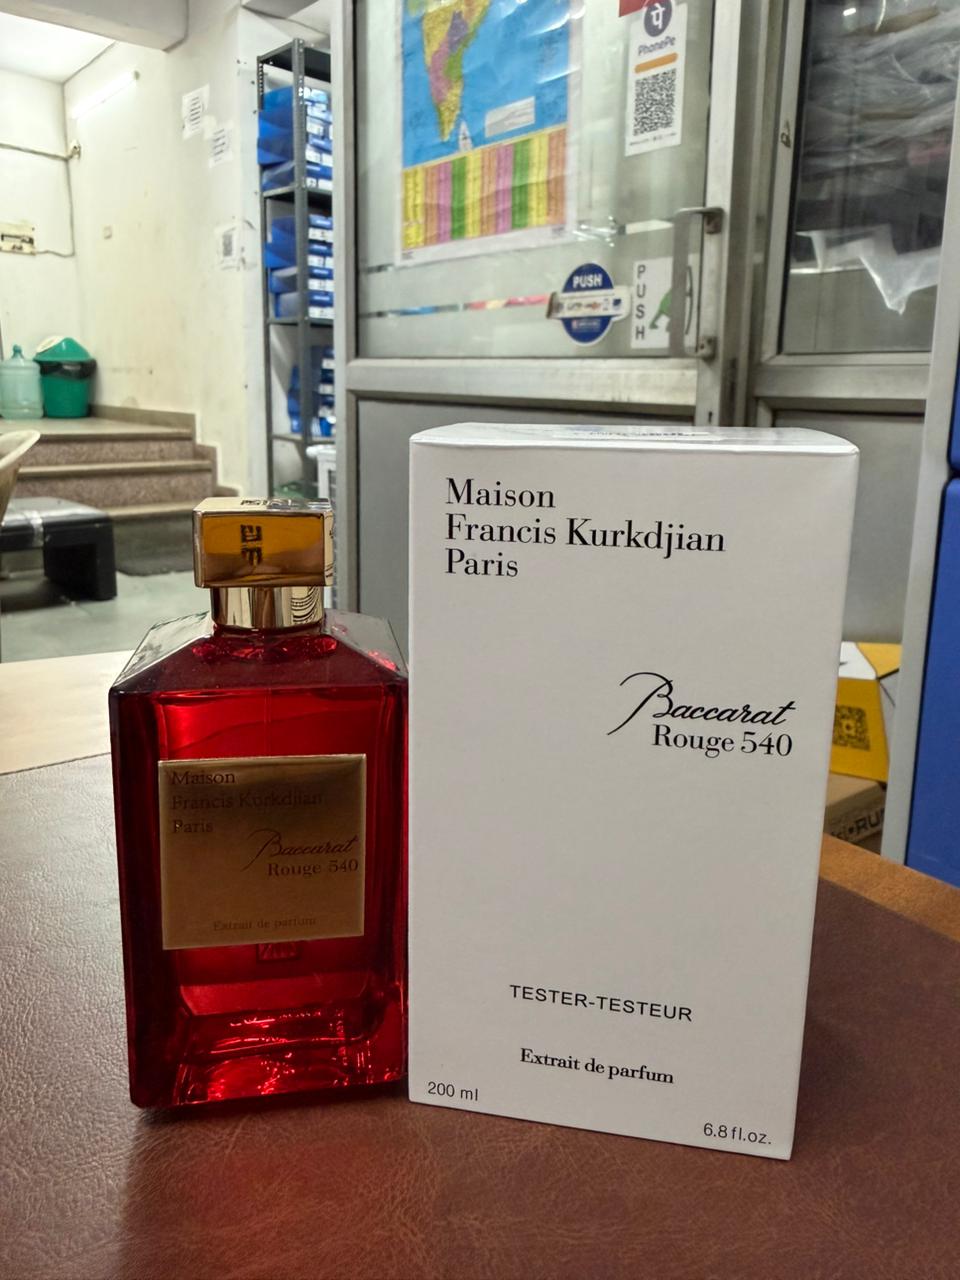 पे
PhonePe
PUSH
PUSH
Maison
Francis Kurkdjian
Paris
Baccarat
Rouge 540
TESTER-TESTEUR
Extrait de parfum
200 ml
6.8 fl.oz.
Maison
Francis Kurkdjian
Paris
Baccarat
Rouge 540
Extrait de parfum